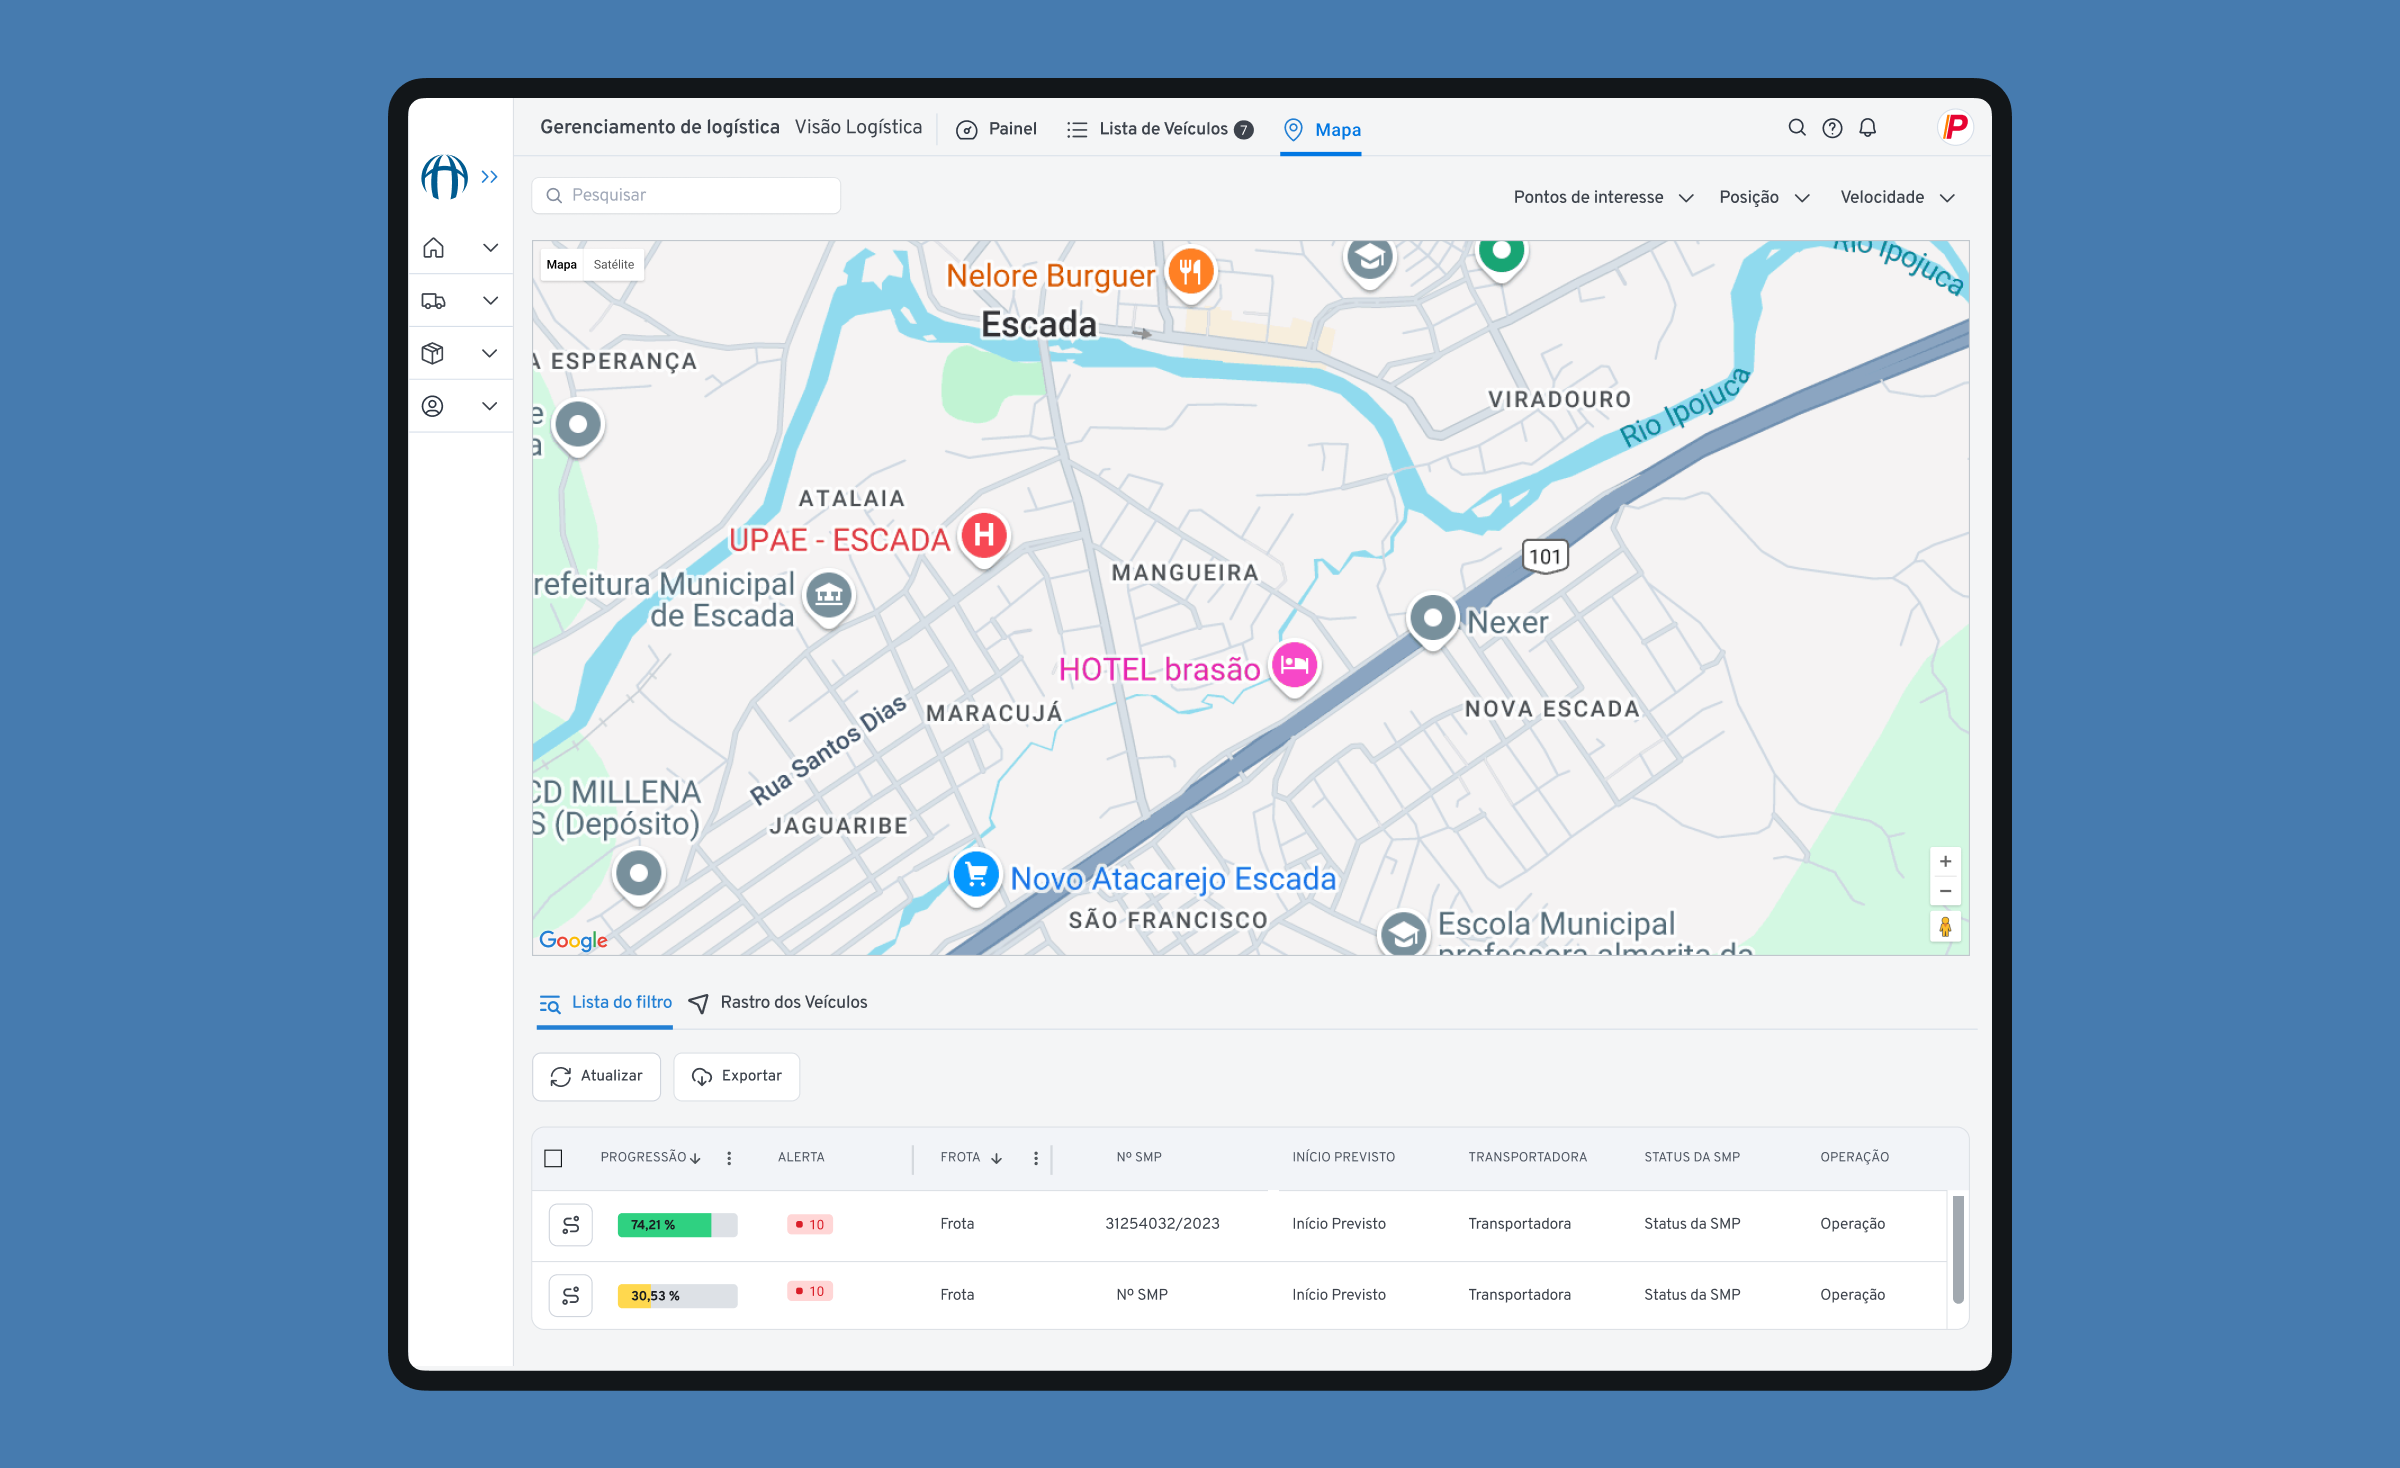 Gerenciamento de logística Visão Logística Painel Lista de Veículos 7 Mapa
P
Pesquisar
Pontos de interesse Posição Velocidade
Mapa Satélite
Rio Ipojuca
Nelore Burguer
Escada
A ESPERANÇA
VIRADOURO
Rio Ipojuca
e
a
ATALAIA
UPAE - ESCADA
H
101
MANGUEIRA
refeitura Municipal
de Escada
Nexer
HOTEL brasão
NOVA ESCADA
Rua Santos Dias
MARACUJÁ
CD MILLENA
S (Depósito)
JAGUARIBE
Novo Atacarejo Escada
SÃO FRANCISCO
Escola Municipal
professora almerita da
+
−
Google
Lista do filtro Rastro dos Veículos
Atualizar Exportar
PROGRESSÃO ALERTA FROTA Nº SMP INÍCIO PREVISTO TRANSPORTADORA STATUS DA SMP OPERAÇÃO
74,21 % 10 Frota 31254032/2023 Início Previsto Transportadora Status da SMP Operação
30,53 % 10 Frota Nº SMP Início Previsto Transportadora Status da SMP Operação